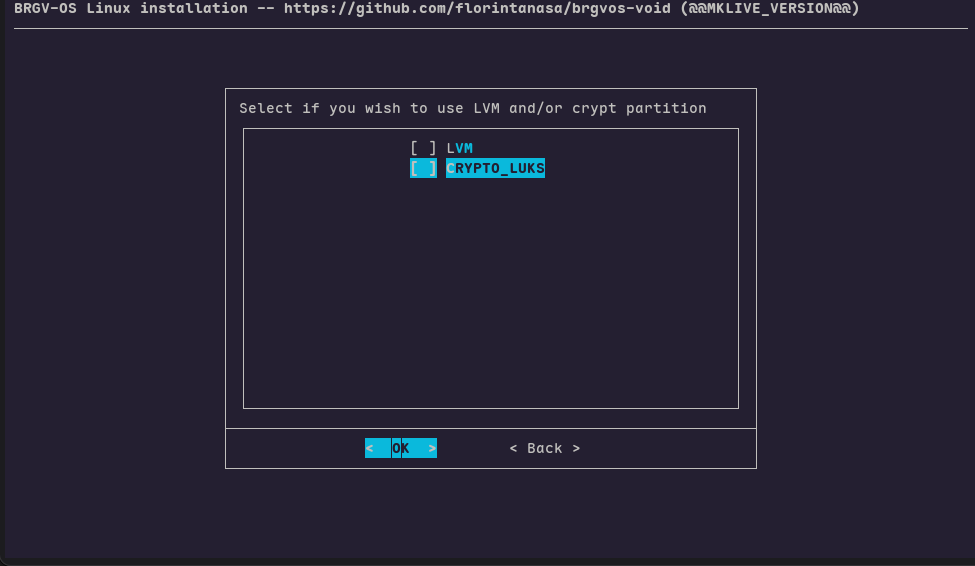 BRGV-OS Linux installation -- https://github.com/florintanasa/brgvos-void (@@MKLIVE_VERSION@@)
Select if you wish to use LVM and/or crypt partition
[ ] LVM
[ ] CRYPTO_LUKS
< OK > < Back >